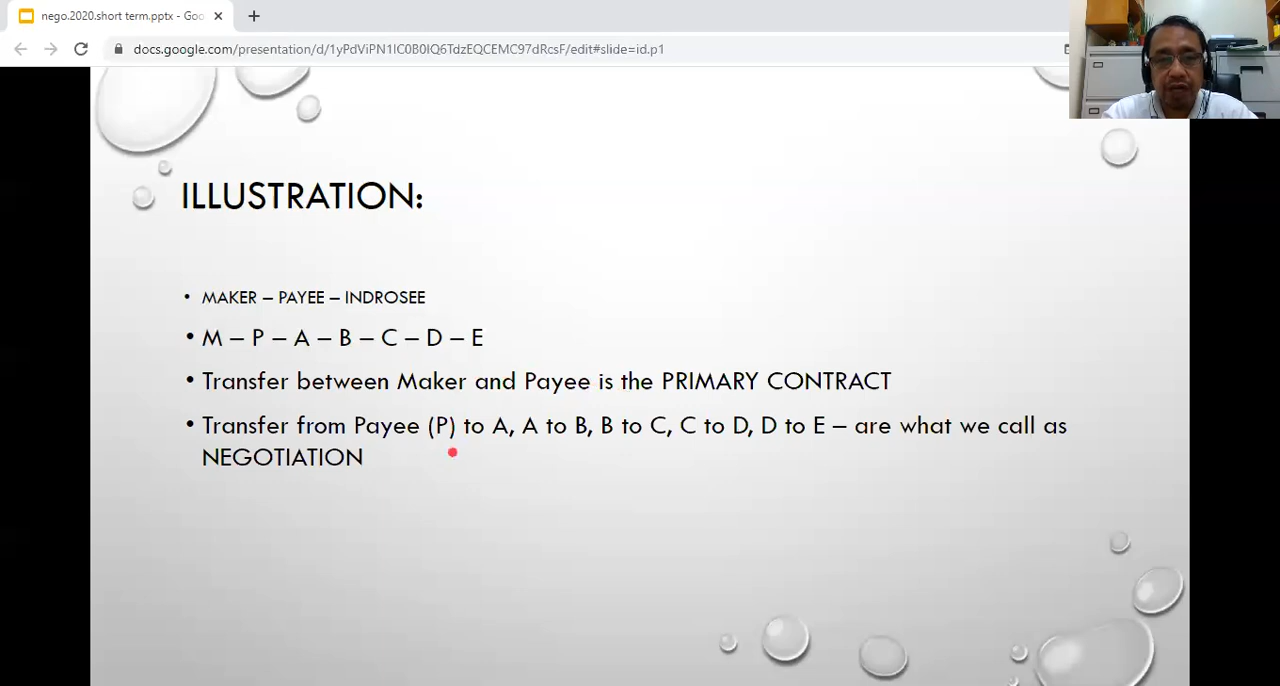 nego.2020.short term.pptx - Goo
docs.google.com/presentation/d/1yPdViPN1IC0B0IQ6TdzEQCEMC97dRcsF/edit#slide=id.p1
ILLUSTRATION:
• MAKER – PAYEE – INDROSEE
• M – P – A – B – C – D – E
• Transfer between Maker and Payee is the PRIMARY CONTRACT
• Transfer from Payee (P) to A, A to B, B to C, C to D, D to E – are what we call as
NEGOTIATION